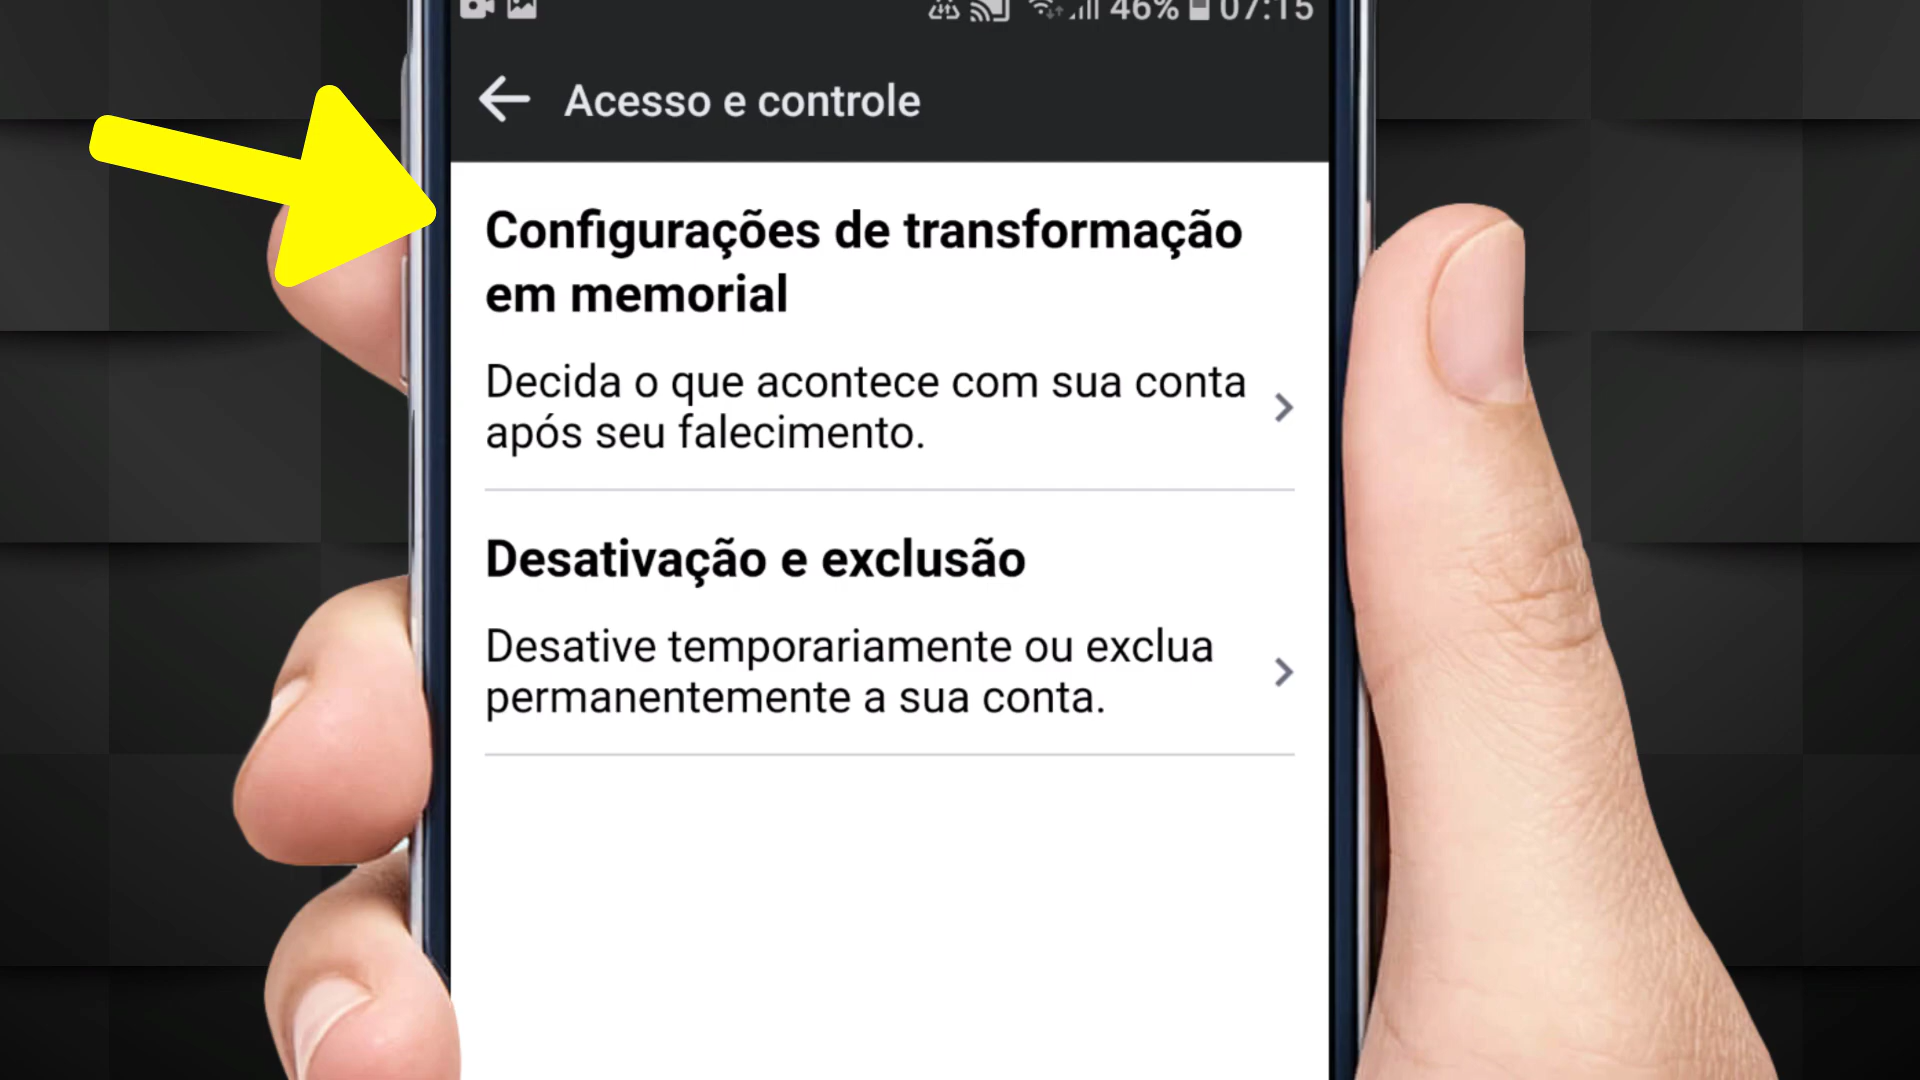 46% 07:15
Acesso e controle
Configurações de transformação
em memorial
Decida o que acontece com sua conta
após seu falecimento.
Desativação e exclusão
Desative temporariamente ou exclua
permanentemente a sua conta.